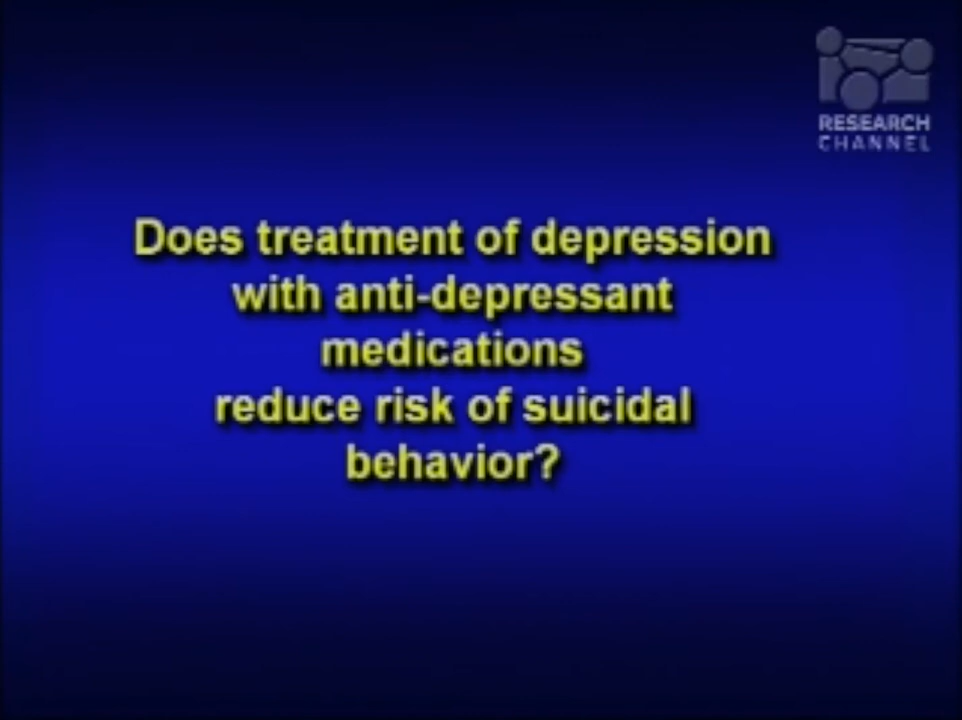 RESEARCH
CHANNEL
Does treatment of depression
with anti-depressant
medications
reduce risk of suicidal
behavior?